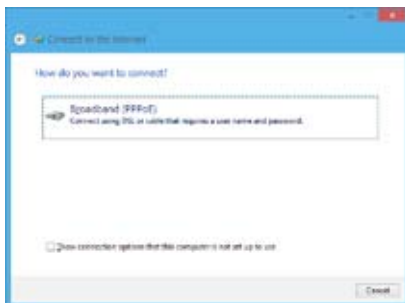 Connect to the Internet
How do you want to connect?
Broadband (PPPoE)
Connect using DSL or cable that requires a user name and password.
Show connection options that this computer is not set up to use
Cancel